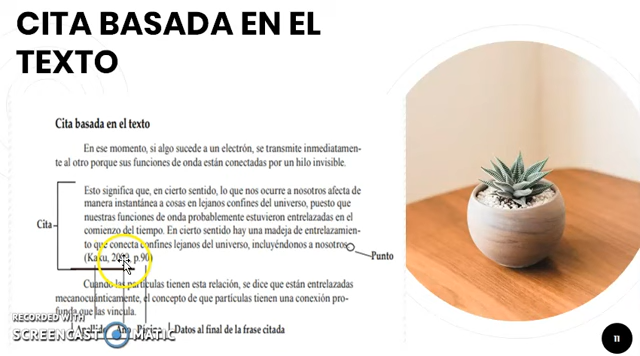 CITA BASADA EN EL
TEXTO
Cita basada en el texto
En ese momento, si algo sucede a un electrón, se transmite inmediatamen-
te al otro porque sus funciones de onda están conectadas por un hilo invisible.
Esto significa que, en cierto sentido, lo que nos ocurre a nosotros afecta de
manera instantánea a cosas en lejanos confines del universo, puesto que
nuestras funciones de onda probablemente estuvieron entrelazadas en el
comienzo del tiempo. En cierto sentido hay una madeja de entrelazamien-
to que conecta confines lejanos del universo, incluyéndonos a nosotros
(Kaku, p.90)
Cita
Punto
Cuando las partículas tienen esta relación, se dice que están entrelazadas
mecanocuánticamente, el concepto de que partículas tienen una conexión pro-
funda que las vincula.
Apellido Año Página Datos al final de la frase citada
RECORDED WITH
SCREENCAST MATIC
11